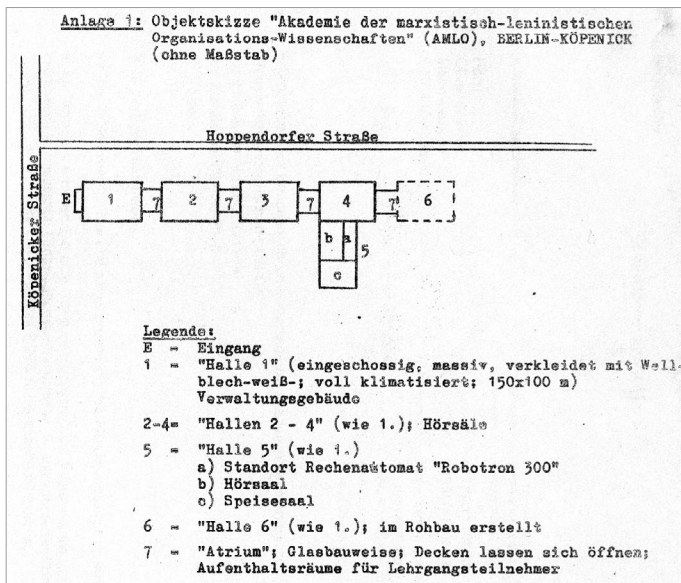 Anlage 1: Objektskizze "Akademie der marxistisch-leninistischen
Organisations-Wissenschaften" (AMLO), BERLIN-KÖPENICK
(ohne Maßstab)
Hoppendorfer Straße
Köpenicker Straße
E 1 7 2 7 3 7 4 7 6
b a 5
c
Legende:
E = Eingang
1 = "Halle 1" (eingeschossig, massiv, verkleidet mit Well-
blech-weiß-; voll klimatisiert; 150x100 m)
Verwaltungsgebäude
2-4= "Hallen 2 - 4" (wie 1.); Hörsäle
5 = "Halle 5" (wie 1.)
a) Standort Rechenautomat "Robotron 300"
b) Hörsaal
c) Speisesaal
6 = "Halle 6" (wie 1.); im Rohbau erstellt
7 = "Atrium"; Glasbauweise; Decken lassen sich öffnen;
Aufenthaltsräume für Lehrgangsteilnehmer